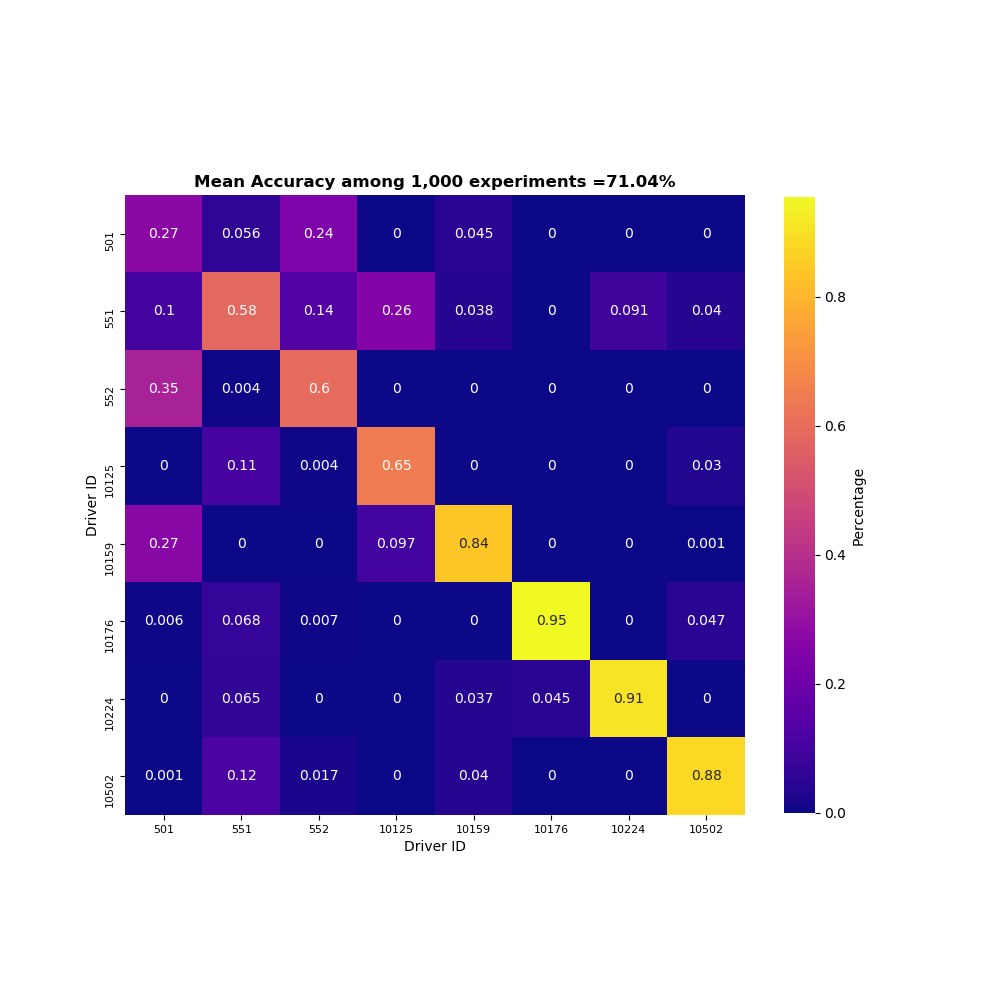 Mean Accuracy among 1,000 experiments =71.04%
501 0.27 0.056 0.24 0 0.045 0 0 0
551 0.1 0.58 0.14 0.26 0.038 0 0.091 0.04
552 0.35 0.004 0.6 0 0 0 0 0
10125 0 0.11 0.004 0.65 0 0 0 0.03
10159 0.27 0 0 0.097 0.84 0 0 0.001
10176 0.006 0.068 0.007 0 0 0.95 0 0.047
10224 0 0.065 0 0 0.037 0.045 0.91 0
10502 0.001 0.12 0.017 0 0.04 0 0 0.88
501 551 552 10125 10159 10176 10224 10502
Driver ID
Driver ID
0.8
0.6
0.4
0.2
0.0
Percentage